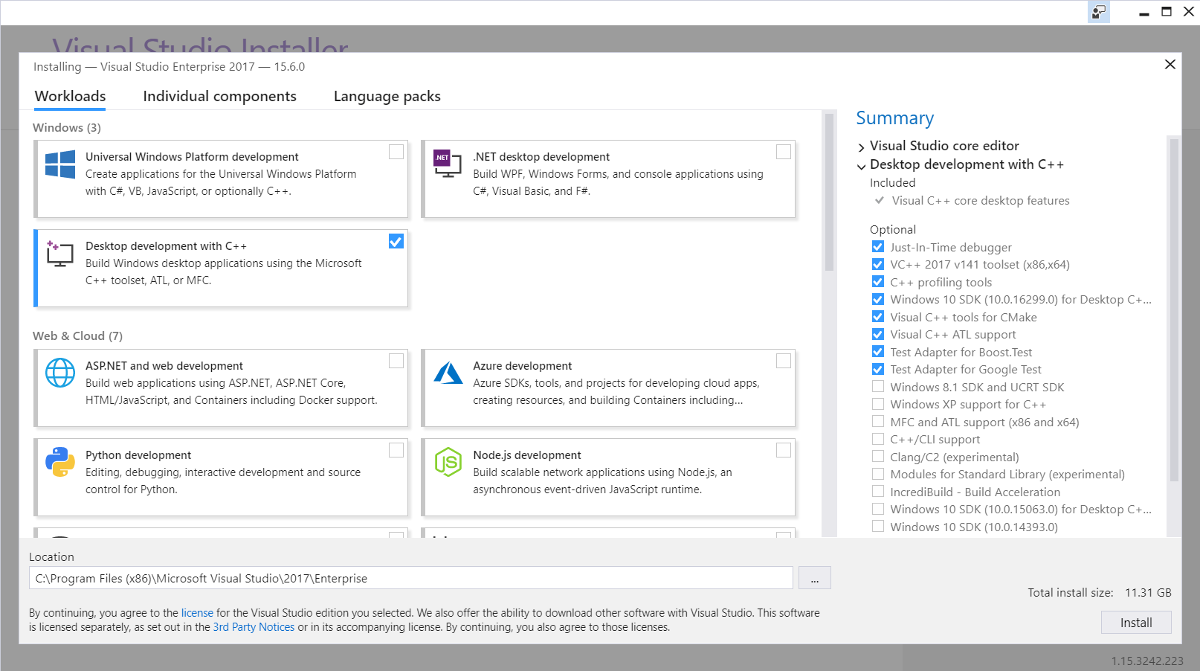 Visual Studio Installer
Installing — Visual Studio Enterprise 2017 — 15.6.0
Workloads
Individual components
Language packs
Windows (3)
Universal Windows Platform development
Create applications for the Universal Windows Platform
with C#, VB, JavaScript, or optionally C++.
.NET
.NET desktop development
Build WPF, Windows Forms, and console applications using
C#, Visual Basic, and F#.
Desktop development with C++
Build Windows desktop applications using the Microsoft
C++ toolset, ATL, or MFC.
Web & Cloud (7)
ASP.NET and web development
Build web applications using ASP.NET, ASP.NET Core,
HTML/JavaScript, and Containers including Docker support.
Azure development
Azure SDKs, tools, and projects for developing cloud apps,
creating resources, and building Containers including...
Python development
Editing, debugging, interactive development and source
control for Python.
JS
Node.js development
Build scalable network applications using Node.js, an
asynchronous event-driven JavaScript runtime.
Summary
Visual Studio core editor
Desktop development with C++
Included
Visual C++ core desktop features
Optional
Just-In-Time debugger
VC++ 2017 v141 toolset (x86,x64)
C++ profiling tools
Windows 10 SDK (10.0.16299.0) for Desktop C+...
Visual C++ tools for CMake
Visual C++ ATL support
Test Adapter for Boost.Test
Test Adapter for Google Test
Windows 8.1 SDK and UCRT SDK
Windows XP support for C++
MFC and ATL support (x86 and x64)
C++/CLI support
Clang/C2 (experimental)
Modules for Standard Library (experimental)
IncrediBuild - Build Acceleration
Windows 10 SDK (10.0.15063.0) for Desktop C+...
Windows 10 SDK (10.0.14393.0)
Location
C:\Program Files (x86)\Microsoft Visual Studio\2017\Enterprise
...
By continuing, you agree to the license for the Visual Studio edition you selected. We also offer the ability to download other software with Visual Studio. This software
is licensed separately, as set out in the 3rd Party Notices or in its accompanying license. By continuing, you also agree to those licenses.
Total install size: 11.31 GB
Install
1.15.3242.223